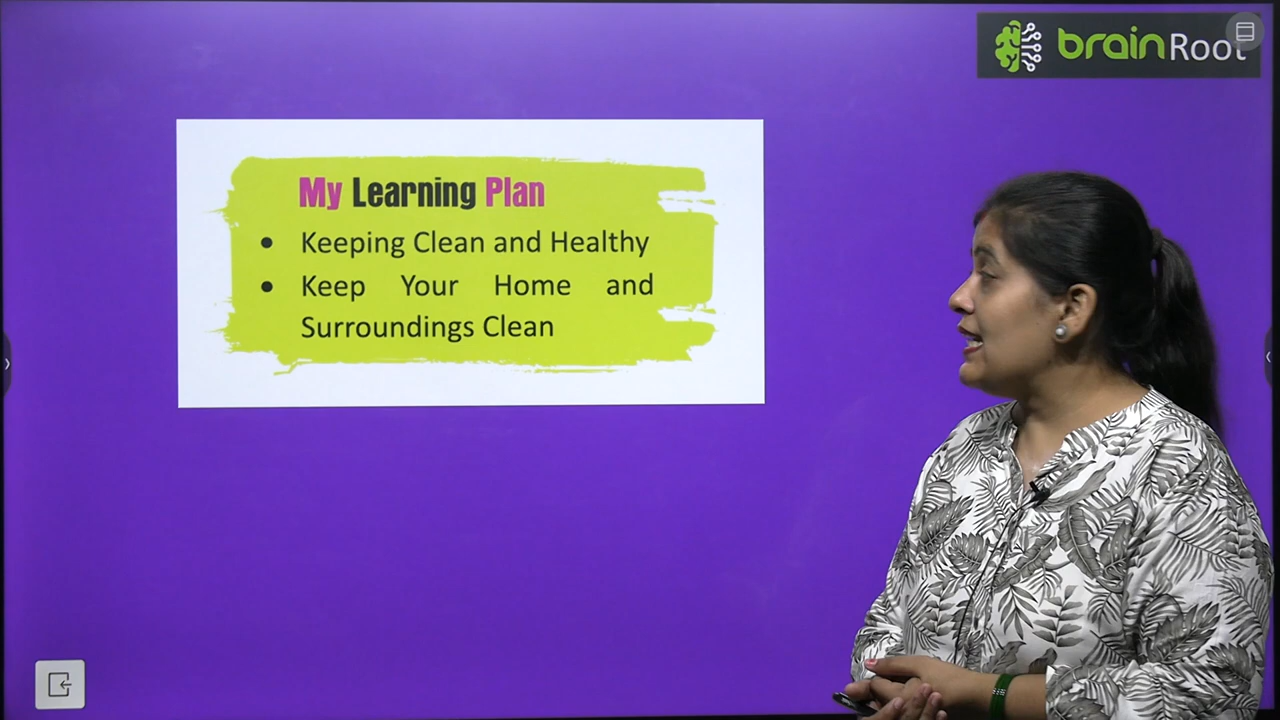 brainRoot
My Learning Plan
• Keeping Clean and Healthy
• Keep Your Home and
Surroundings Clean